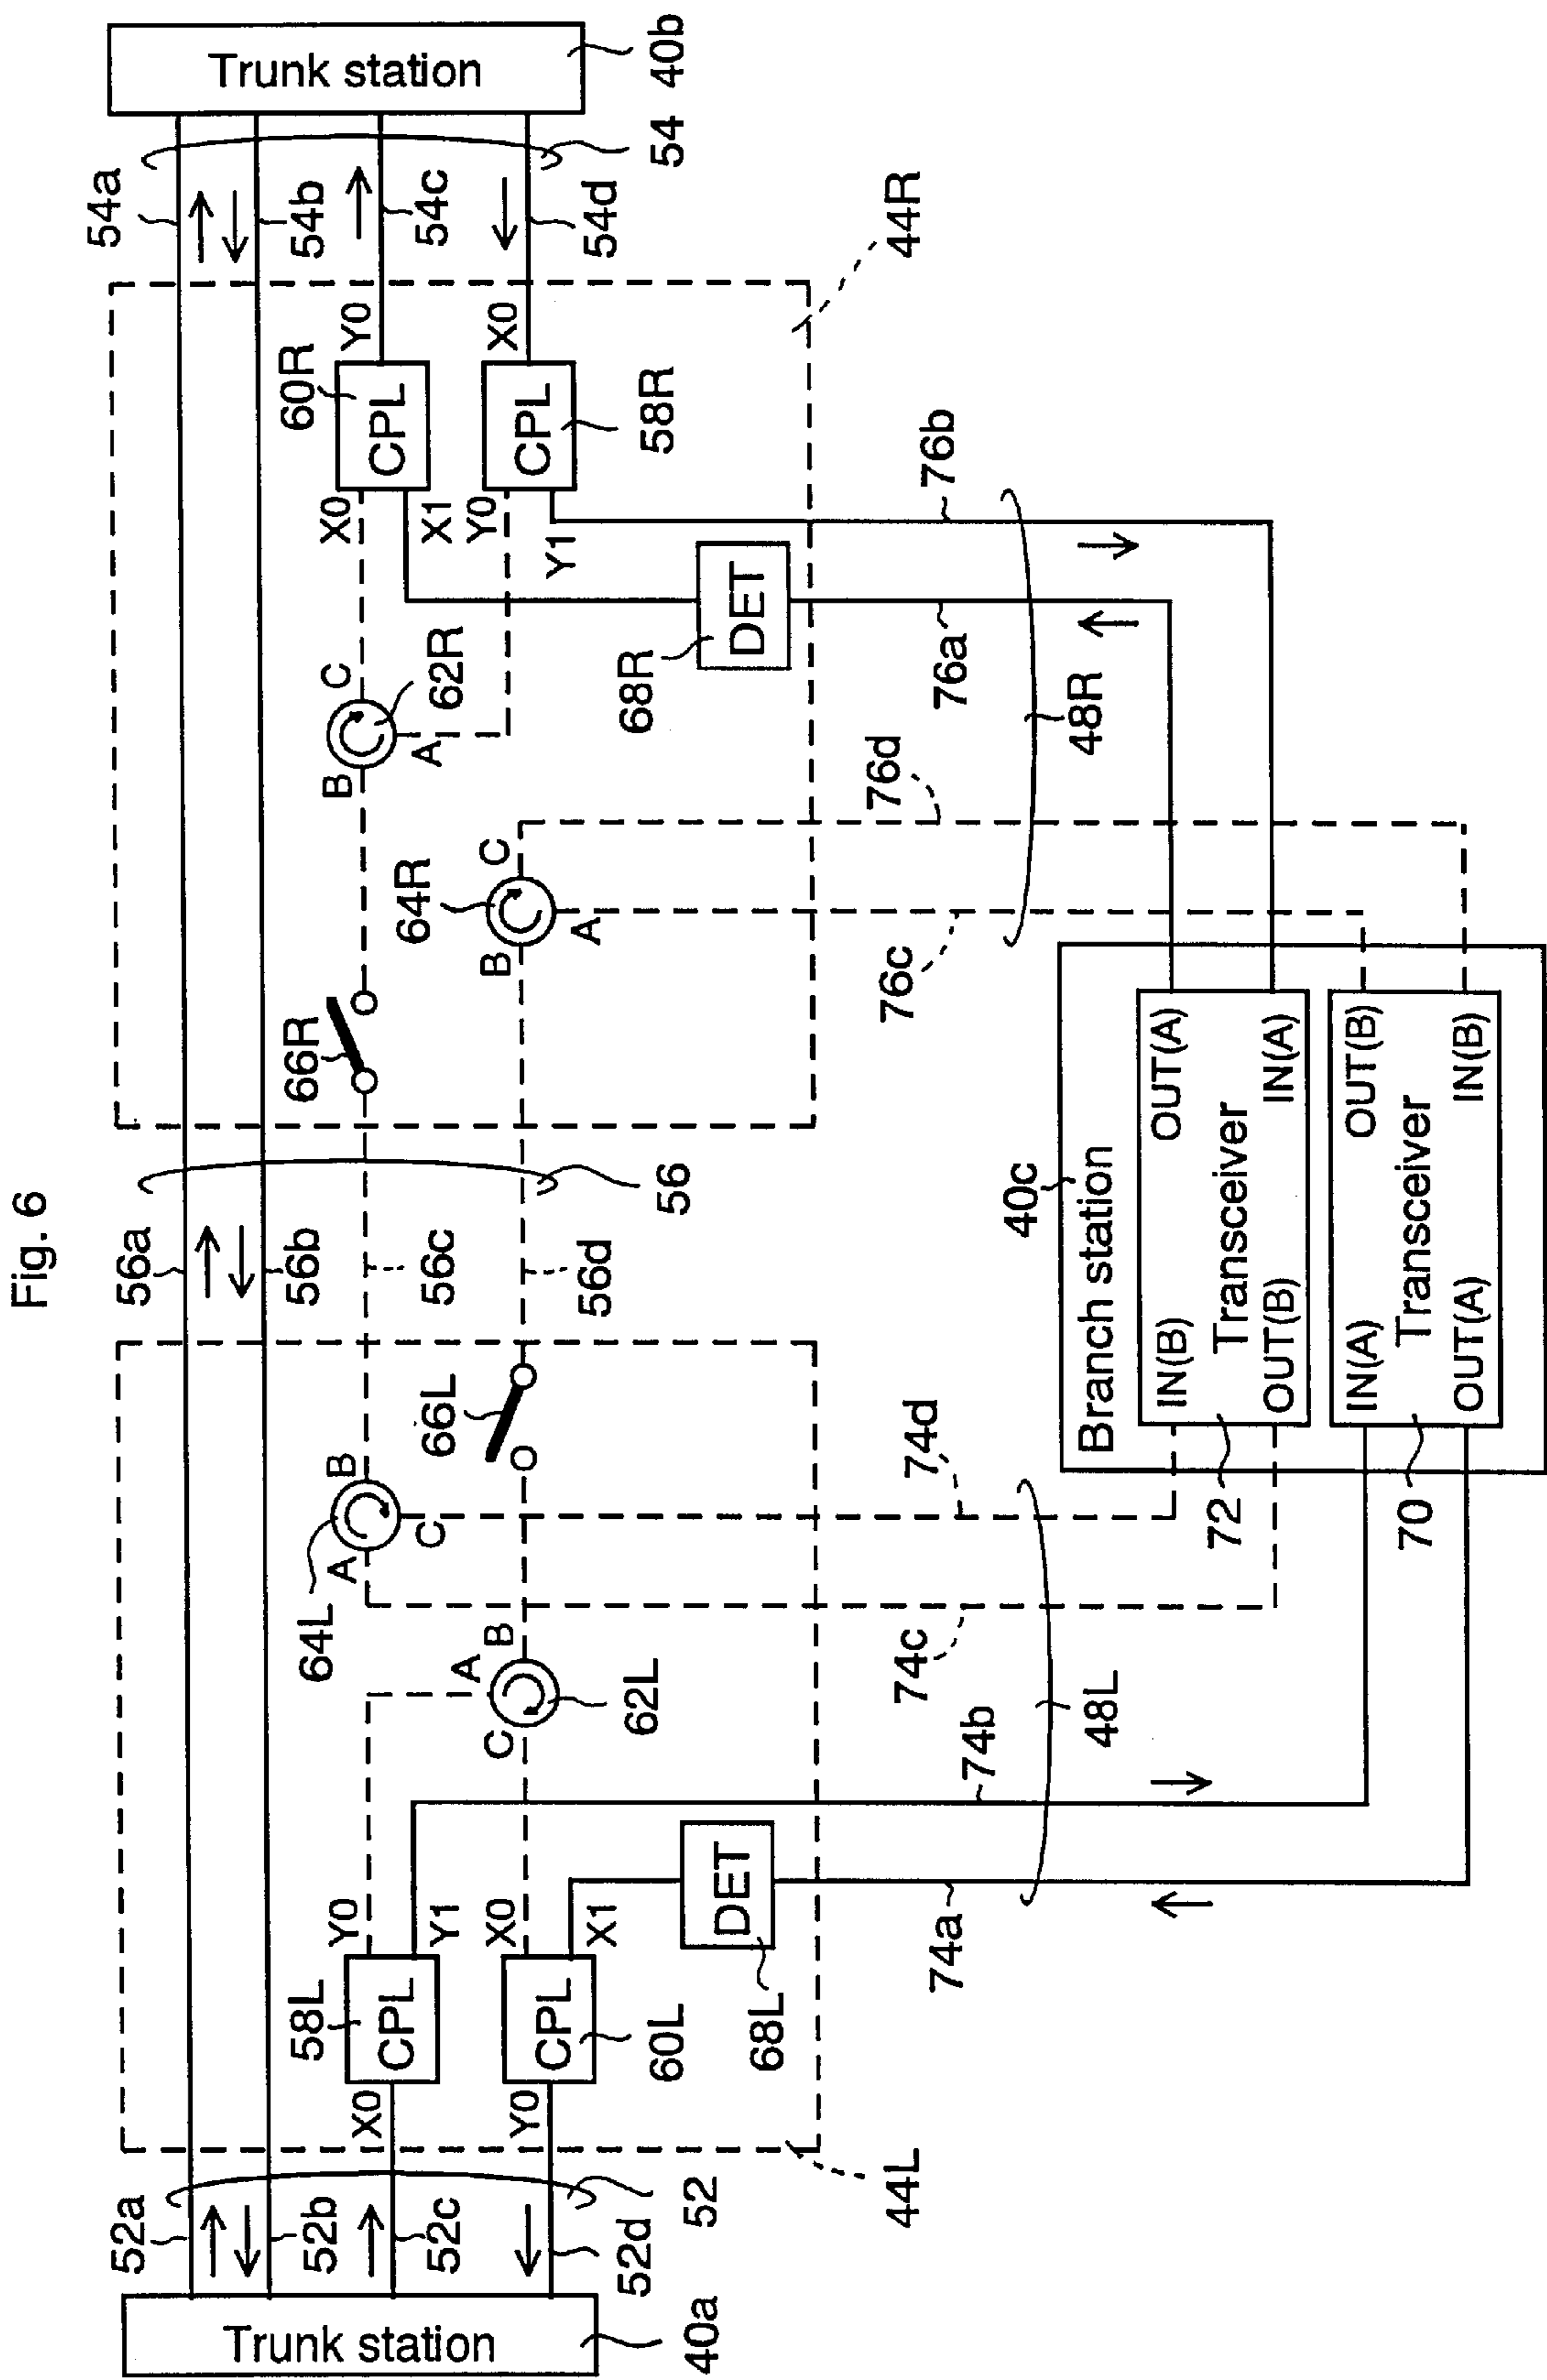 Fig. 6
52a
52b
52c
52d
52
Trunk station
40a
44L
X0
58L
CPL
Y0
Y1
Y0
60L
CPL
X0
X1
68L
DET
A
B
C
62L
64L
A
B
C
66L
74a
74b
74c
74d
48L
56a
56b
56c
56d
56
66R
B
C
A
62R
64R
B
C
A
68R
DET
60R
CPL
X0
X1
Y0
58R
CPL
Y0
Y1
X0
44R
54a
54b
54c
54d
54
Trunk station
40b
76a
76b
76c
76d
48R
40c
Branch station
72
IN(B)
OUT(A)
Transceiver
OUT(B)
IN(A)
70
IN(A)
OUT(B)
Transceiver
OUT(A)
IN(B)